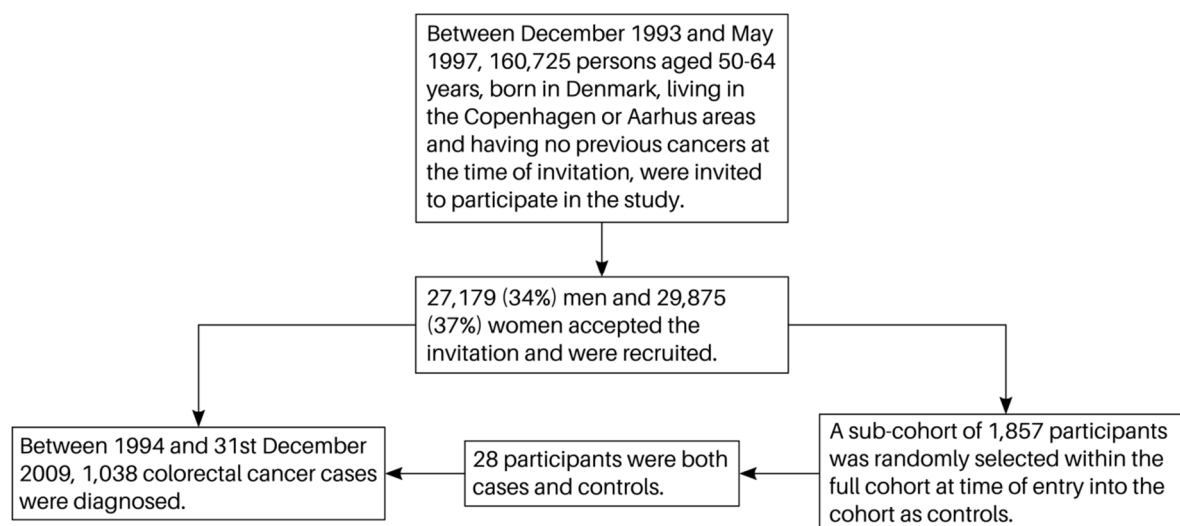 Between December 1993 and May
1997, 160,725 persons aged 50-64
years, born in Denmark, living in
the Copenhagen or Aarhus areas
and having no previous cancers at
the time of invitation, were invited
to participate in the study.
27,179 (34%) men and 29,875
(37%) women accepted the
invitation and were recruited.
Between 1994 and 31st December
2009, 1,038 colorectal cancer cases
were diagnosed.
28 participants were both
cases and controls.
A sub-cohort of 1,857 participants
was randomly selected within the
full cohort at time of entry into the
cohort as controls.